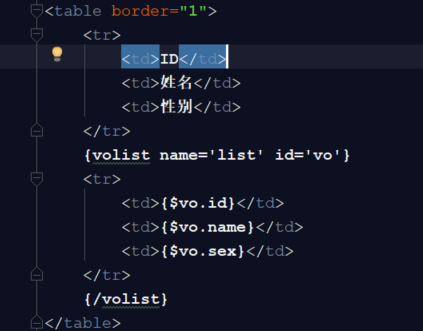 <table border="1">
<tr>
<td>ID</td>
<td>姓名</td>
<td>性别</td>
</tr>
{volist name='list' id='vo'}
<tr>
<td>{$vo.id}</td>
<td>{$vo.name}</td>
<td>{$vo.sex}</td>
</tr>
{/volist}
</table>